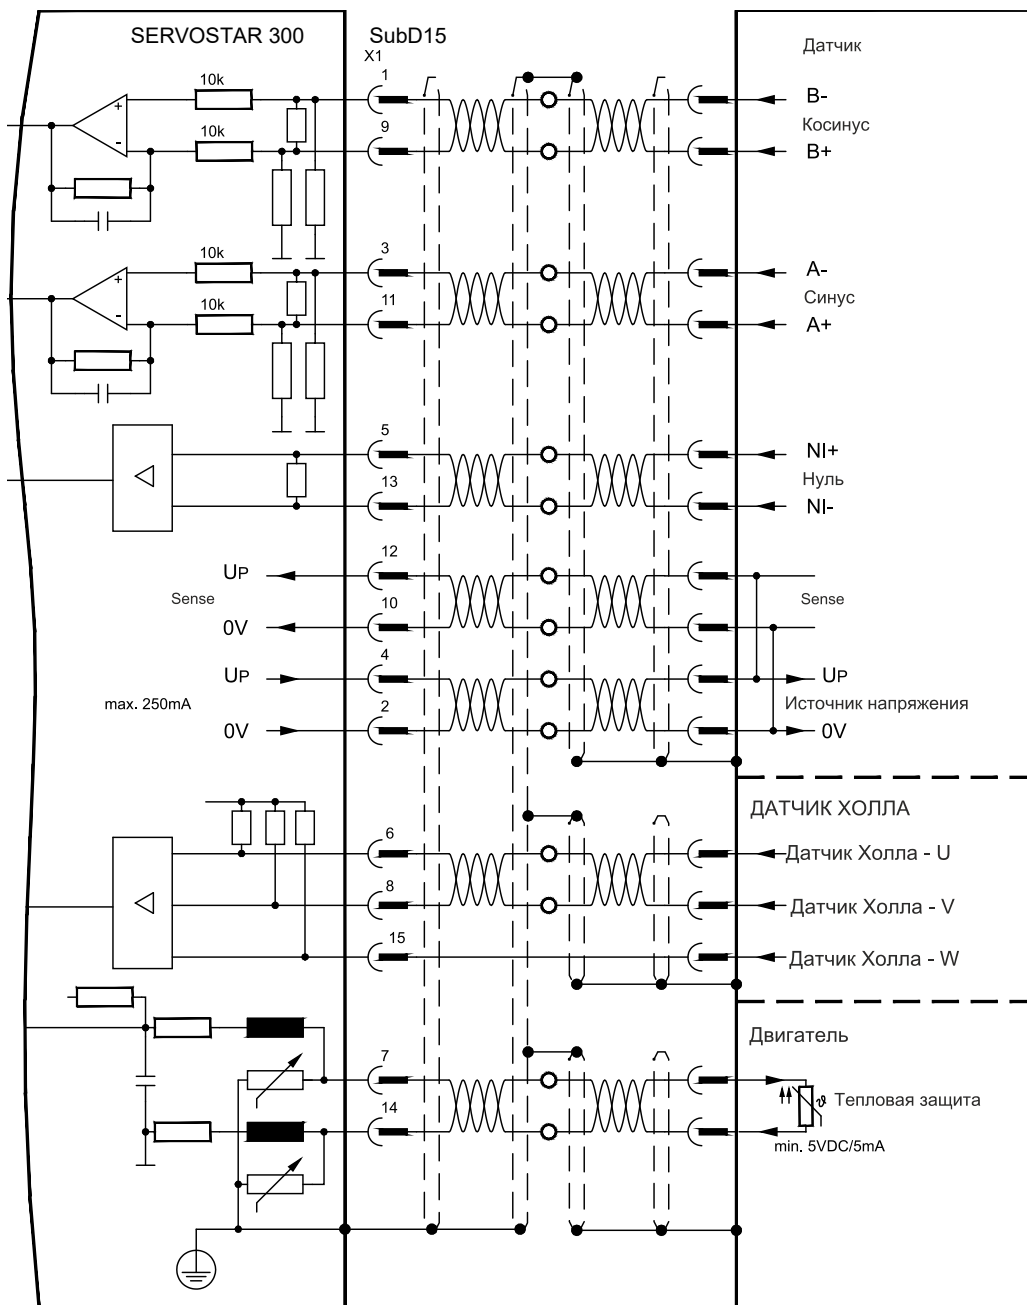 SERVOSTAR 300
SubD15
X1
Датчик
10k
1
B-
Косинус
10k
9
B+
10k
3
A-
Синус
10k
11
A+
5
NI+
Нуль
13
NI-
UP
12
Sense
Sense
0V
10
UP
4
UP
max. 250mA
Источник напряжения
0V
2
0V
ДАТЧИК ХОЛЛА
6
Датчик Холла - U
8
Датчик Холла - V
15
Датчик Холла - W
Двигатель
7
ϑ Тепловая защита
14
min. 5VDC/5mA